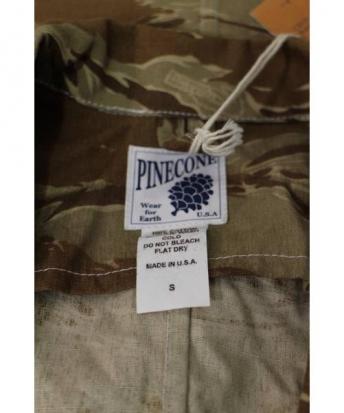 PINECONE
Wear
for
Earth
U.S.A
COLD
DO NOT BLEACH
FLAT DRY
MADE IN U.S.A.
S